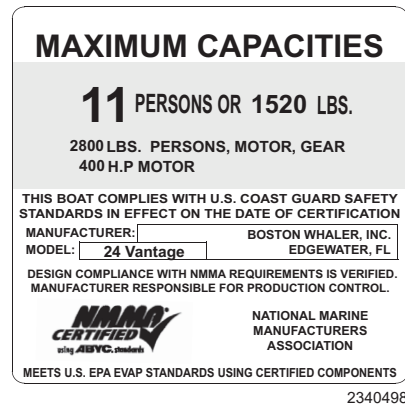 MAXIMUM CAPACITIES
11 PERSONS OR 1520 LBS.
2800 LBS. PERSONS, MOTOR, GEAR
400 H.P MOTOR
THIS BOAT COMPLIES WITH U.S. COAST GUARD SAFETY
STANDARDS IN EFFECT ON THE DATE OF CERTIFICATION
MANUFACTURER: BOSTON WHALER, INC.
MODEL: 24 Vantage EDGEWATER, FL
DESIGN COMPLIANCE WITH NMMA REQUIREMENTS IS VERIFIED.
MANUFACTURER RESPONSIBLE FOR PRODUCTION CONTROL.
NMMA
CERTIFIED
using ABYC. standards
NATIONAL MARINE
MANUFACTURERS
ASSOCIATION
MEETS U.S. EPA EVAP STANDARDS USING CERTIFIED COMPONENTS
2340498